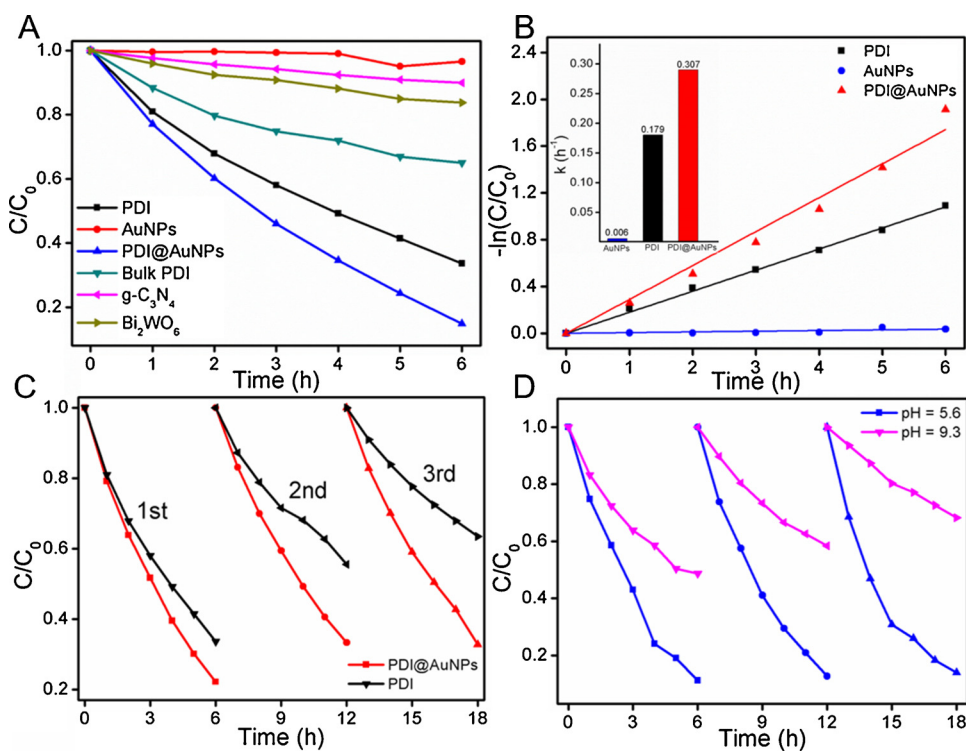 A
1.0
0.8
0.6
0.4
0.2
C/C₀
PDI
AuNPs
PDI@AuNPs
Bulk PDI
g-C₃N₄
Bi₂WO₆
0 1 2 3 4 5 6
Time (h)
B
2.4
1.8
1.2
0.6
0.0
-ln(C/C₀)
PDI
AuNPs
PDI@AuNPs
0.30
0.25
0.20
0.15
0.10
0.05
k (h⁻¹)
0.307
0.179
0.006
AuNPs PDI PDI@AuNPs
0 1 2 3 4 5 6
Time (h)
C
1.0
0.8
0.6
0.4
0.2
C/C₀
1st
2nd
3rd
PDI@AuNPs
PDI
0 3 6 9 12 15 18
Time (h)
D
1.0
0.8
0.6
0.4
0.2
C/C₀
pH = 5.6
pH = 9.3
0 3 6 9 12 15 18
Time (h)